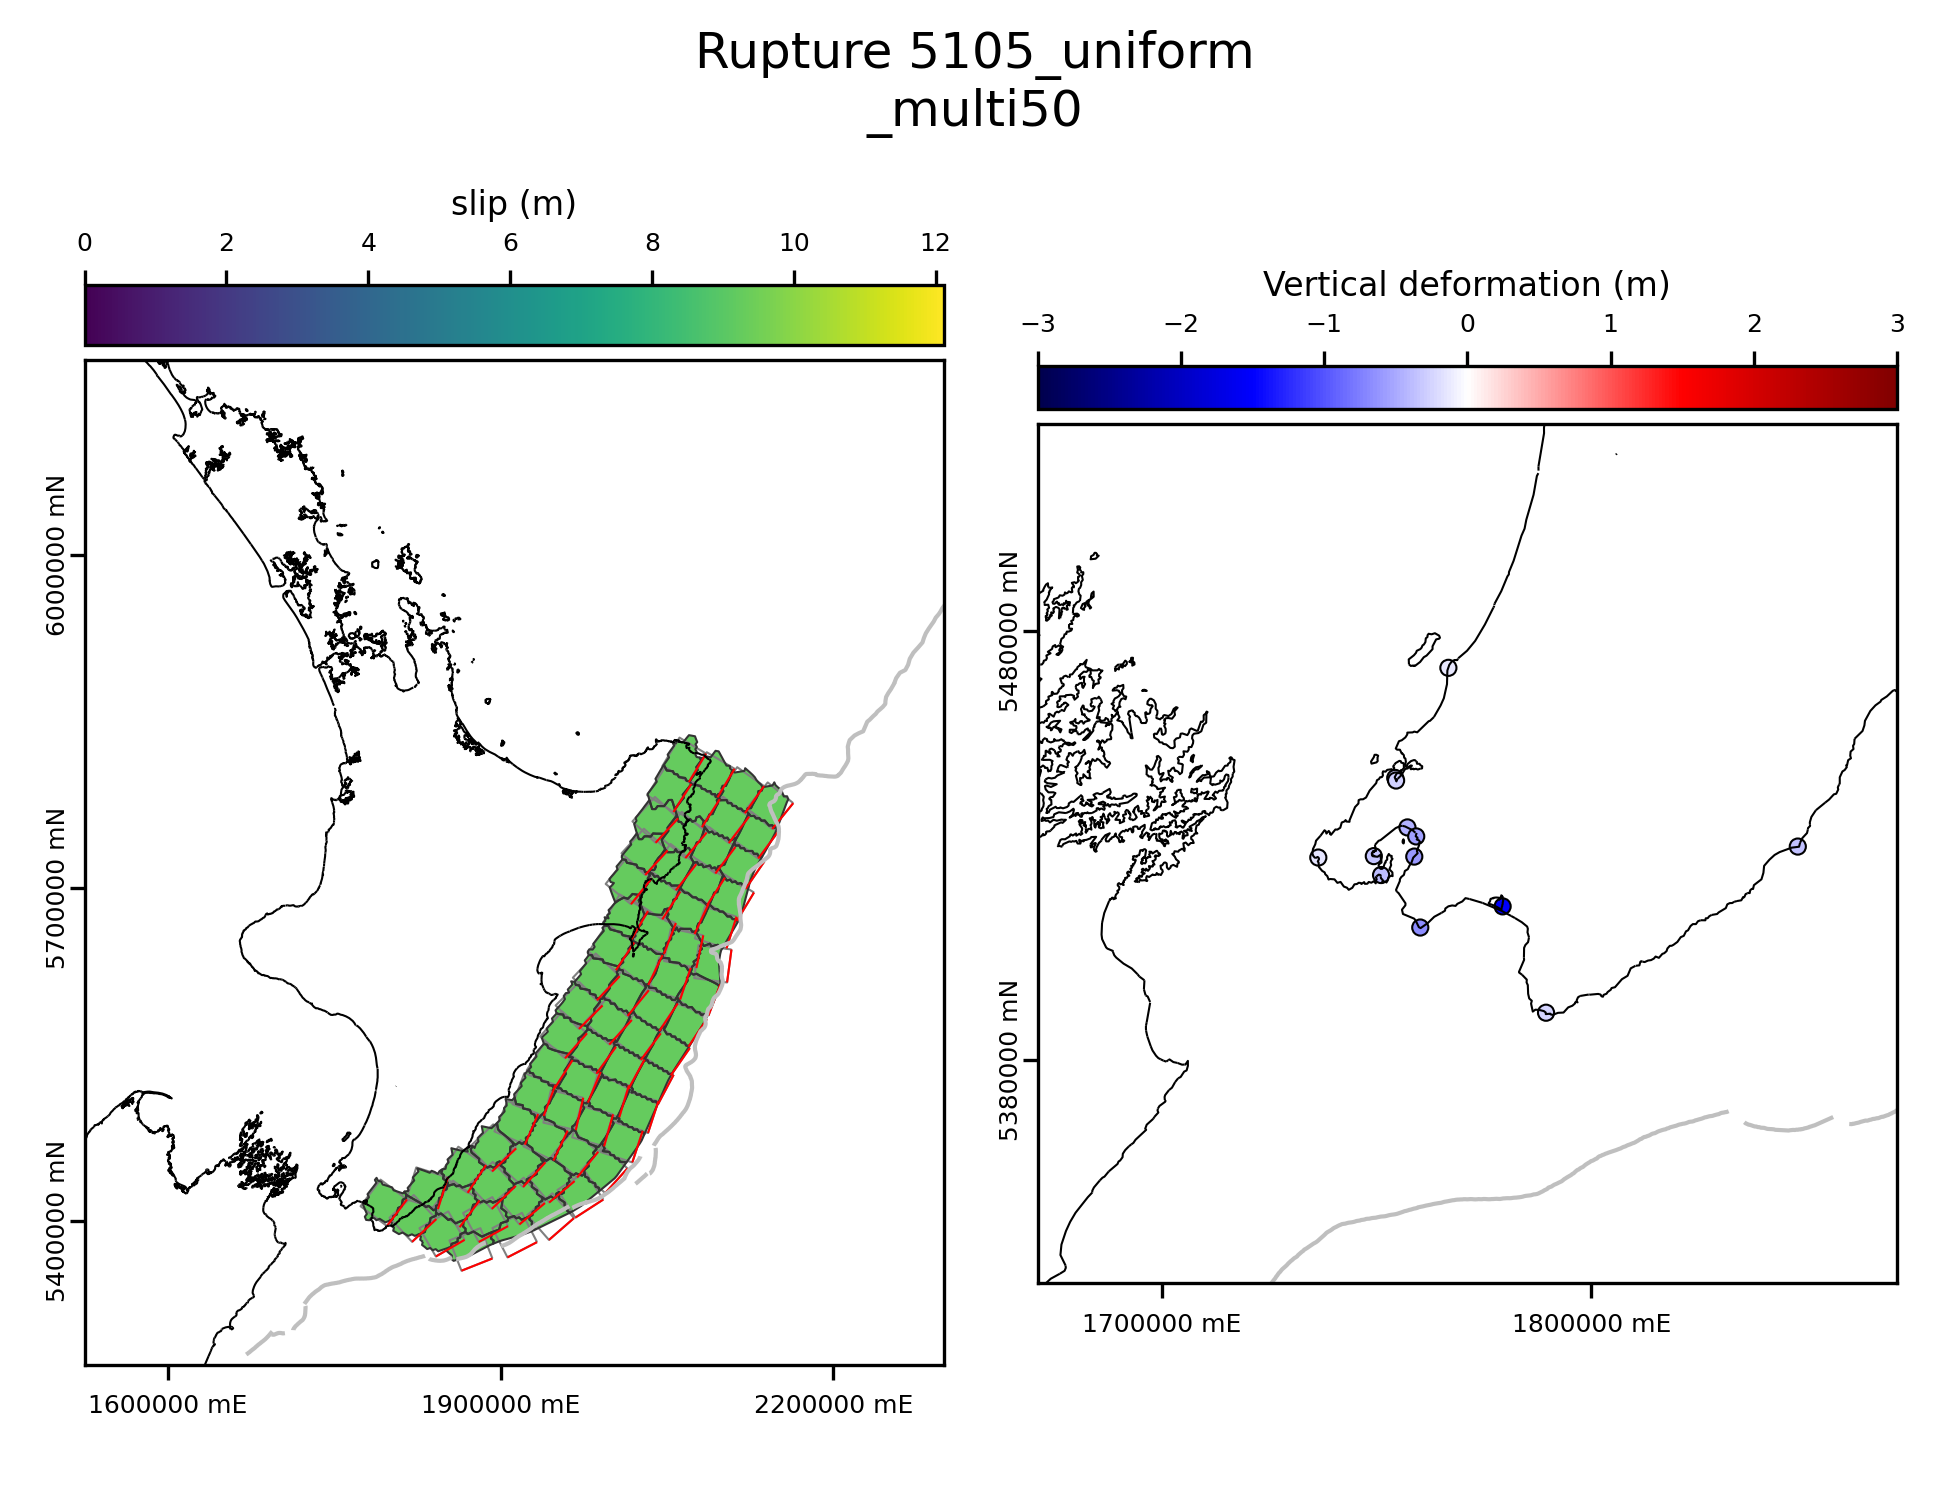 Rupture 5105_uniform
_multi50
slip (m)
0 2 4 6 8 10 12
6000000 mN
5700000 mN
5400000 mN
1600000 mE 1900000 mE 2200000 mE
Vertical deformation (m)
−3 −2 −1 0 1 2 3
5480000 mN
5380000 mN
1700000 mE 1800000 mE